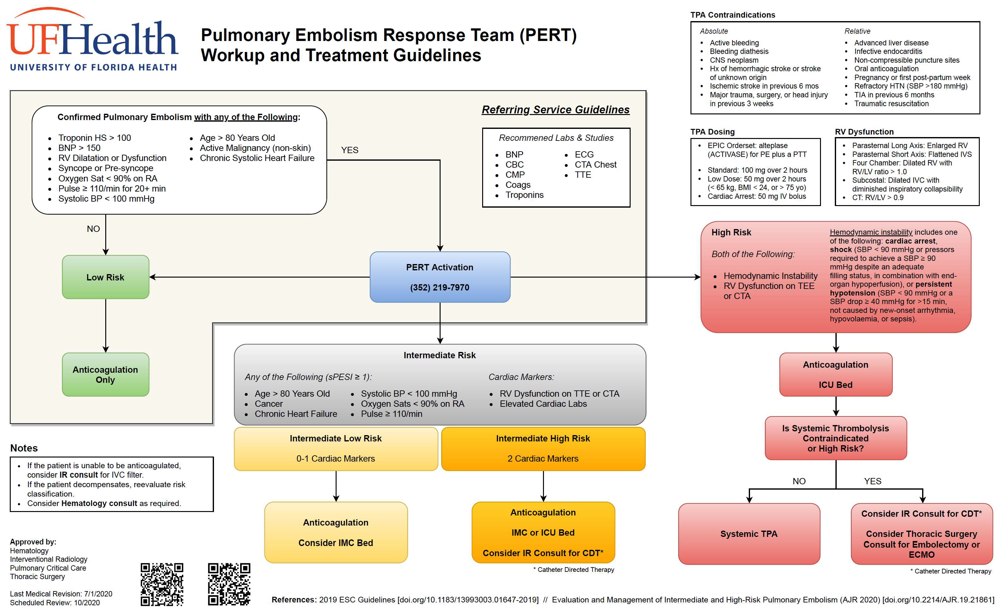 UFHealth
UNIVERSITY OF FLORIDA HEALTH
Pulmonary Embolism Response Team (PERT)
Workup and Treatment Guidelines
TPA Contraindications
Absolute
• Active bleeding
• Bleeding diathesis
• CNS neoplasm
• Hx of hemorrhagic stroke or stroke
of unknown origin
• Ischemic stroke in previous 6 mos
• Major trauma, surgery, or head injury
in previous 3 weeks
Relative
• Advanced liver disease
• Infective endocarditis
• Non-compressible puncture sites
• Oral anticoagulation
• Pregnancy or first post-partum week
• Refractory HTN (SBP >180 mmHg)
• TIA in previous 6 months
• Traumatic resuscitation
TPA Dosing
• EPIC Orderset: alteplase
(ACTIVASE) for PE plus a PTT
• Standard: 100 mg over 2 hours
• Low Dose: 50 mg over 2 hours
(< 65 kg, BMI < 24, or > 75 yo)
• Cardiac Arrest: 50 mg IV bolus
RV Dysfunction
• Parasternal Long Axis: Enlarged RV
• Parasternal Short Axis: Flattened IVS
• Four Chamber: Dilated RV with
RV/LV ratio > 1.0
• Subcostal: Dilated IVC with
diminished inspiratory collapsibility
• CT: RV/LV > 0.9
Confirmed Pulmonary Embolism with any of the Following:
• Troponin HS > 100
• BNP > 150
• RV Dilatation or Dysfunction
• Syncope or Pre-syncope
• Oxygen Sat < 90% on RA
• Pulse ≥ 110/min for 20+ min
• Systolic BP < 100 mmHg
• Age > 80 Years Old
• Active Malignancy (non-skin)
• Chronic Systolic Heart Failure
YES
NO
Referring Service Guidelines
Recommened Labs & Studies
• BNP
• CBC
• CMP
• Coags
• Troponins
• ECG
• CTA Chest
• TTE
Low Risk
PERT Activation
(352) 219-7970
Anticoagulation
Only
High Risk
Both of the Following:
• Hemodynamic Instability
• RV Dysfunction on TEE
or CTA
Hemodynamic instability includes one
of the following: cardiac arrest,
shock (SBP < 90 mmHg or pressors
required to achieve a SBP ≥ 90
mmHg despite an adequate
filling status, in combination with end-
organ hypoperfusion), or persistent
hypotension (SBP < 90 mmHg or a
SBP drop ≥ 40 mmHg for >15 min,
not caused by new-onset arrhythmia,
hypovolaemia, or sepsis).
Intermediate Risk
Any of the Following (sPESI ≥ 1):
• Age > 80 Years Old
• Cancer
• Chronic Heart Failure
• Systolic BP < 100 mmHg
• Oxygen Sats < 90% on RA
• Pulse ≥ 110/min
Cardiac Markers:
• RV Dysfunction on TTE or CTA
• Elevated Cardiac Labs
Intermediate Low Risk
0-1 Cardiac Markers
Intermediate High Risk
2 Cardiac Markers
Anticoagulation
Consider IMC Bed
Anticoagulation
IMC or ICU Bed
Consider IR Consult for CDT*
* Catheter Directed Therapy
Anticoagulation
ICU Bed
Is Systemic Thrombolysis
Contraindicated
or High Risk?
NO
YES
Systemic TPA
Consider IR Consult for CDT*
Consider Thoracic Surgery
Consult for Embolectomy or
ECMO
* Catheter Directed Therapy
Notes
• If the patient is unable to be anticoagulated,
consider IR consult for IVC filter.
• If the patient decompensates, reevaluate risk
classification.
• Consider Hematology consult as required.
Approved by:
Hematology
Interventional Radiology
Pulmonary Critical Care
Thoracic Surgery
Last Medical Revision: 7/1/2020
Scheduled Review: 10/2020
References: 2019 ESC Guidelines [doi.org/10.1183/13993003.01647-2019] // Evaluation and Management of Intermediate and High-Risk Pulmonary Embolism (AJR 2020) [doi.org/10.2214/AJR.19.21861]